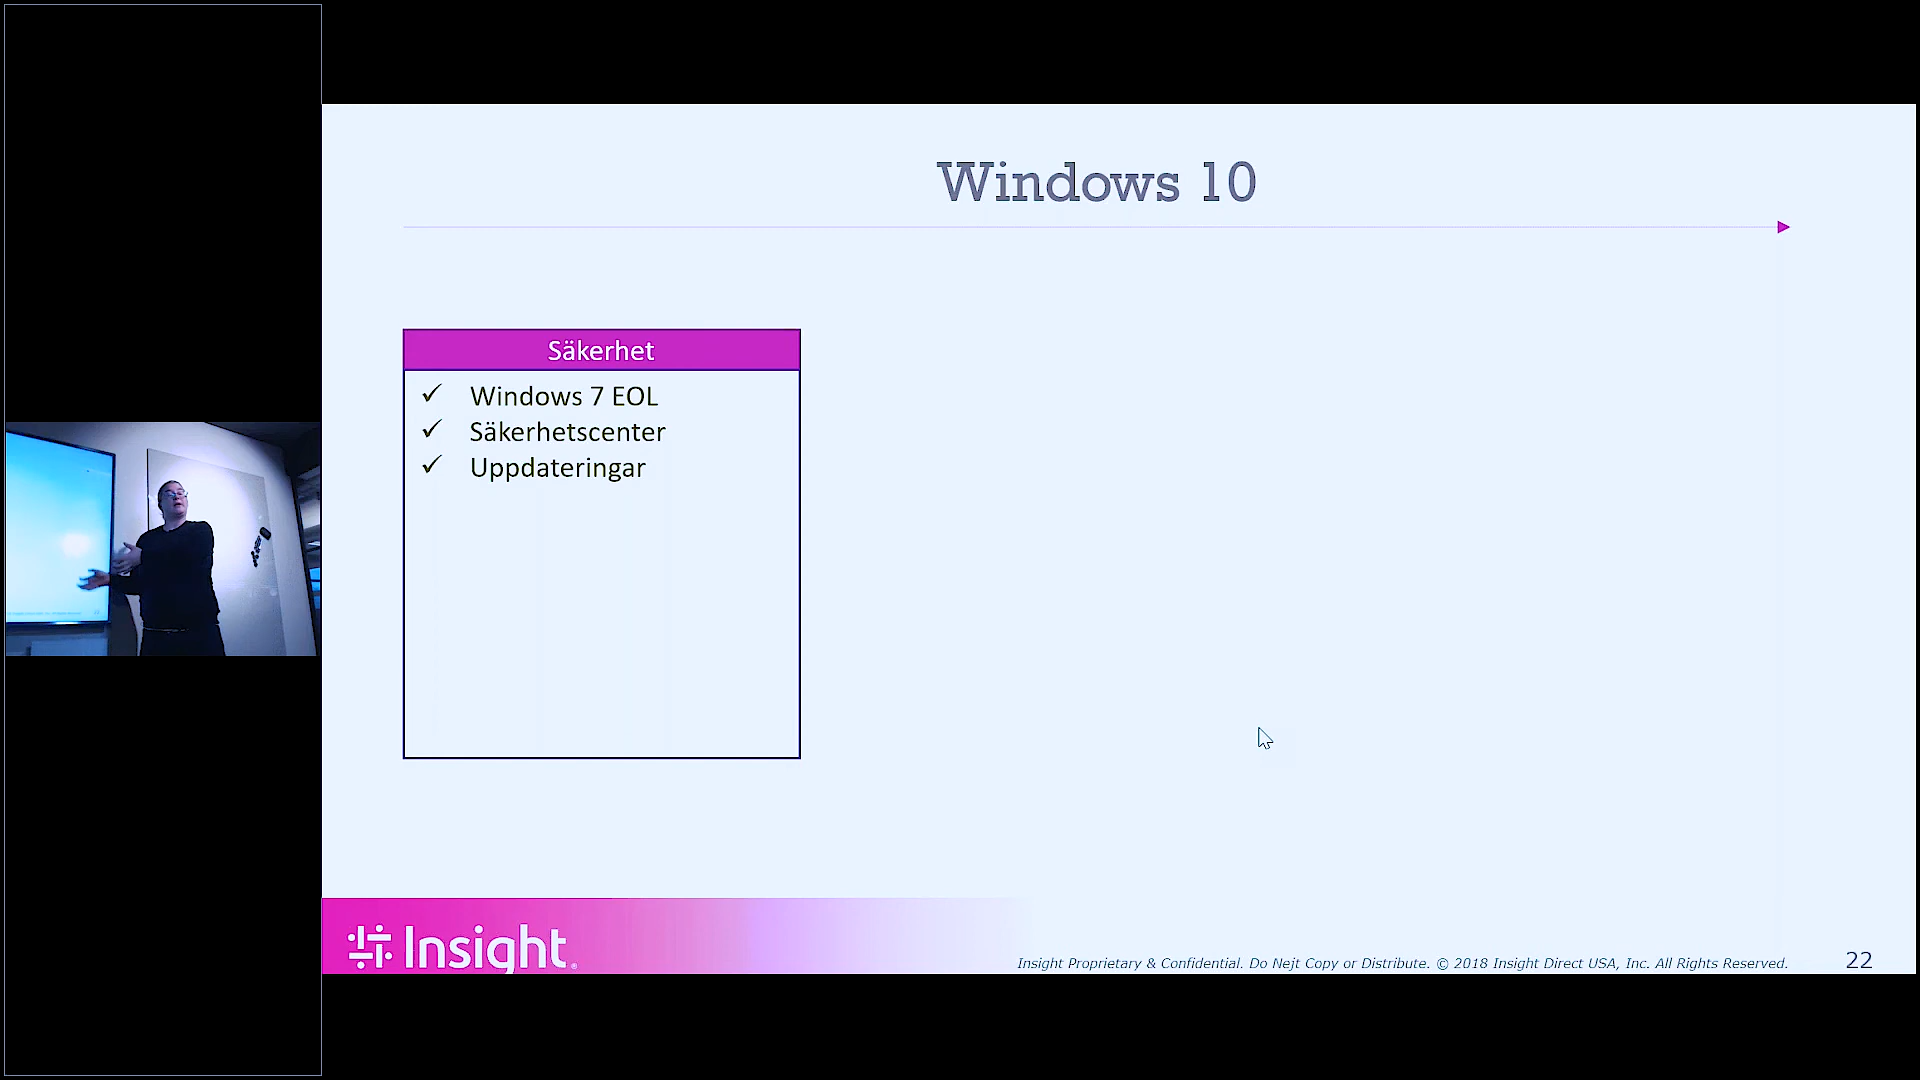 Windows 10
Säkerhet
✓ Windows 7 EOL
✓ Säkerhetscenter
✓ Uppdateringar
Insight®
Insight Proprietary & Confidential. Do Nejt Copy or Distribute. © 2018 Insight Direct USA, Inc. All Rights Reserved.
22